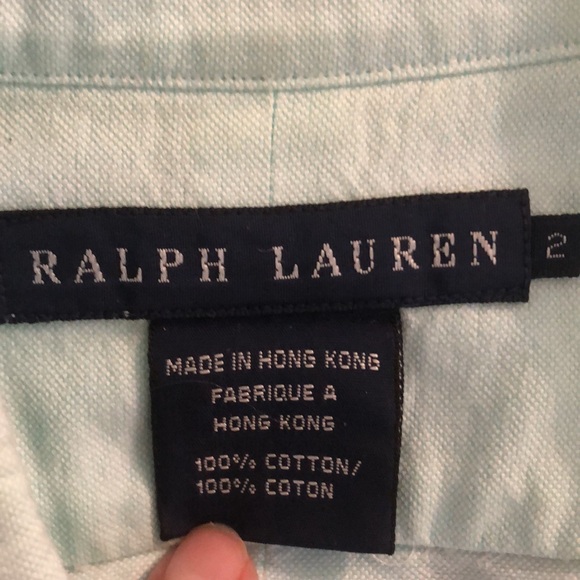 RALPH LAUREN 2
MADE IN HONG KONG
FABRIQUE A
HONG KONG
100% COTTON/
100% COTON